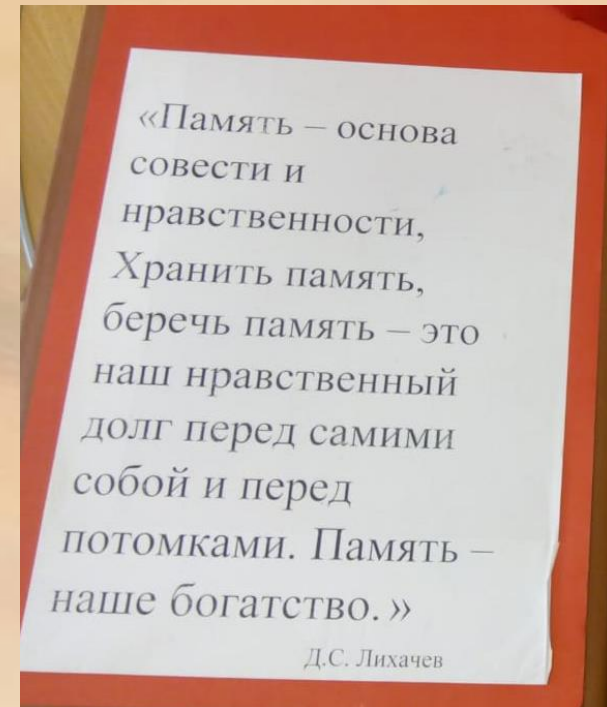 «Память – основа
совести и
нравственности,
Хранить память,
беречь память – это
наш нравственный
долг перед самими
собой и перед
потомками. Память –
наше богатство. »
Д.С. Лихачев